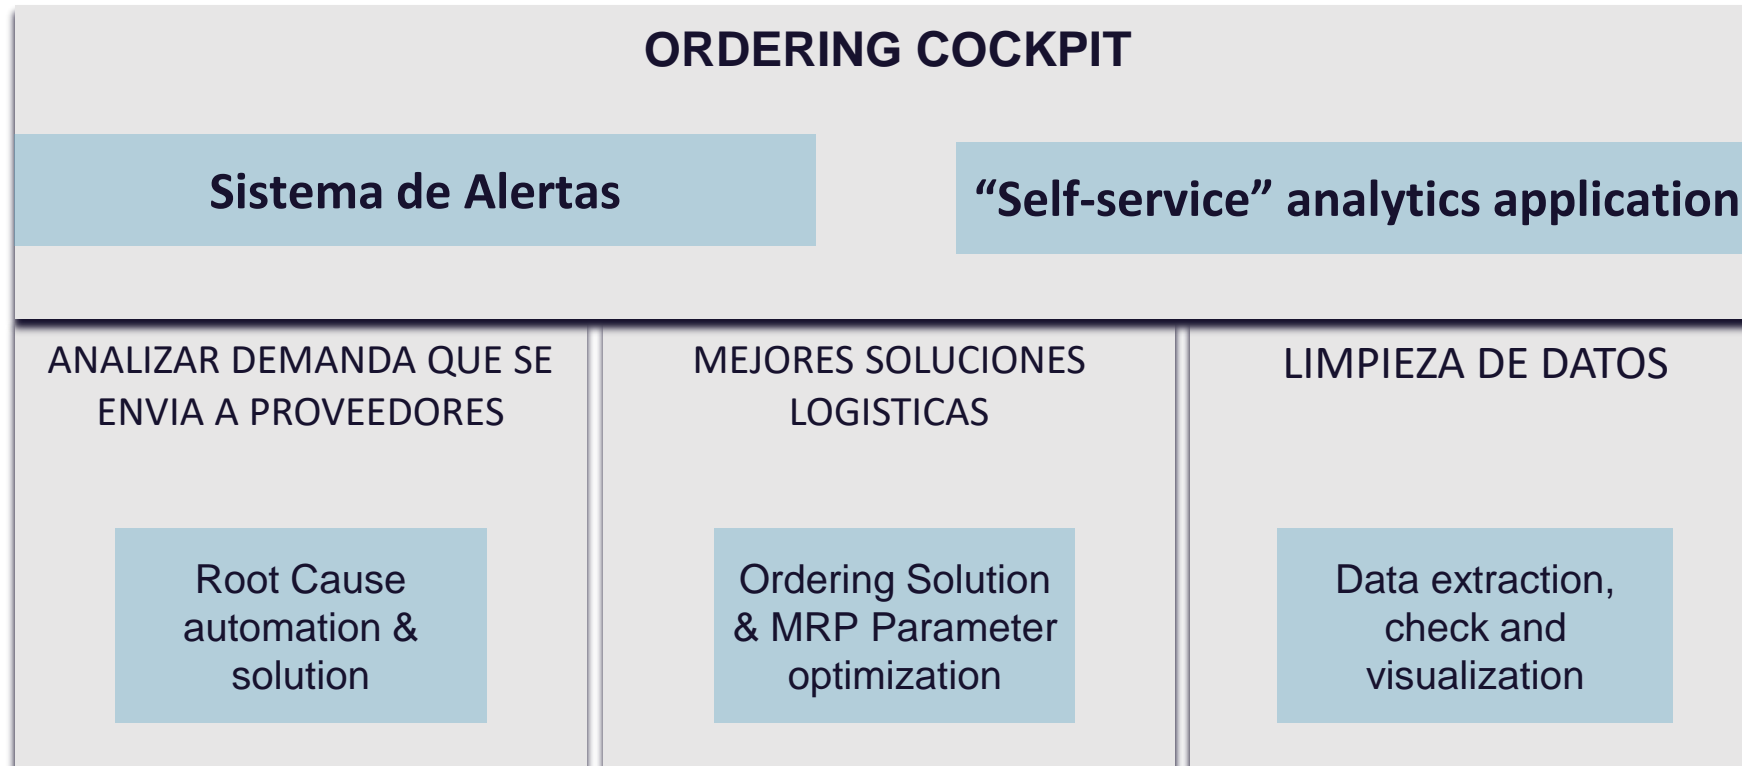 ORDERING COCKPIT
Sistema de Alertas
“Self-service” analytics application
ANALIZAR DEMANDA QUE SE
ENVIA A PROVEEDORES
MEJORES SOLUCIONES
LOGISTICAS
LIMPIEZA DE DATOS
Root Cause
automation &
solution
Ordering Solution
& MRP Parameter
optimization
Data extraction,
check and
visualization